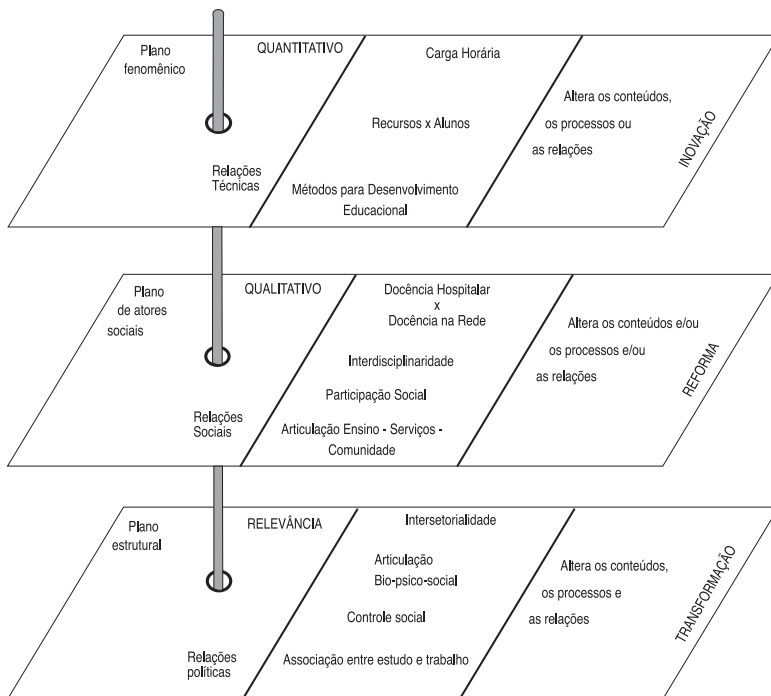 Plano
fenomênico
QUANTITATIVO
Relações
Técnicas
Carga Horária
Recursos x Alunos
Métodos para Desenvolvimento
Educacional
Altera os conteúdos,
os processos ou
as relações
INOVAÇÃO
Plano
de atores
sociais
QUALITATIVO
Relações
Sociais
Docência Hospitalar
x
Docência na Rede
Interdisciplinaridade
Participação Social
Articulação Ensino - Serviços -
Comunidade
Altera os conteúdos e/ou
os processos e/ou
as relações
REFORMA
Plano
estrutural
RELEVÂNCIA
Relações
políticas
Intersetorialidade
Articulação
Bio-psico-social
Controle social
Associação entre estudo e trabalho
Altera os conteúdos,
os processos e
as relações
TRANSFORMAÇÃO